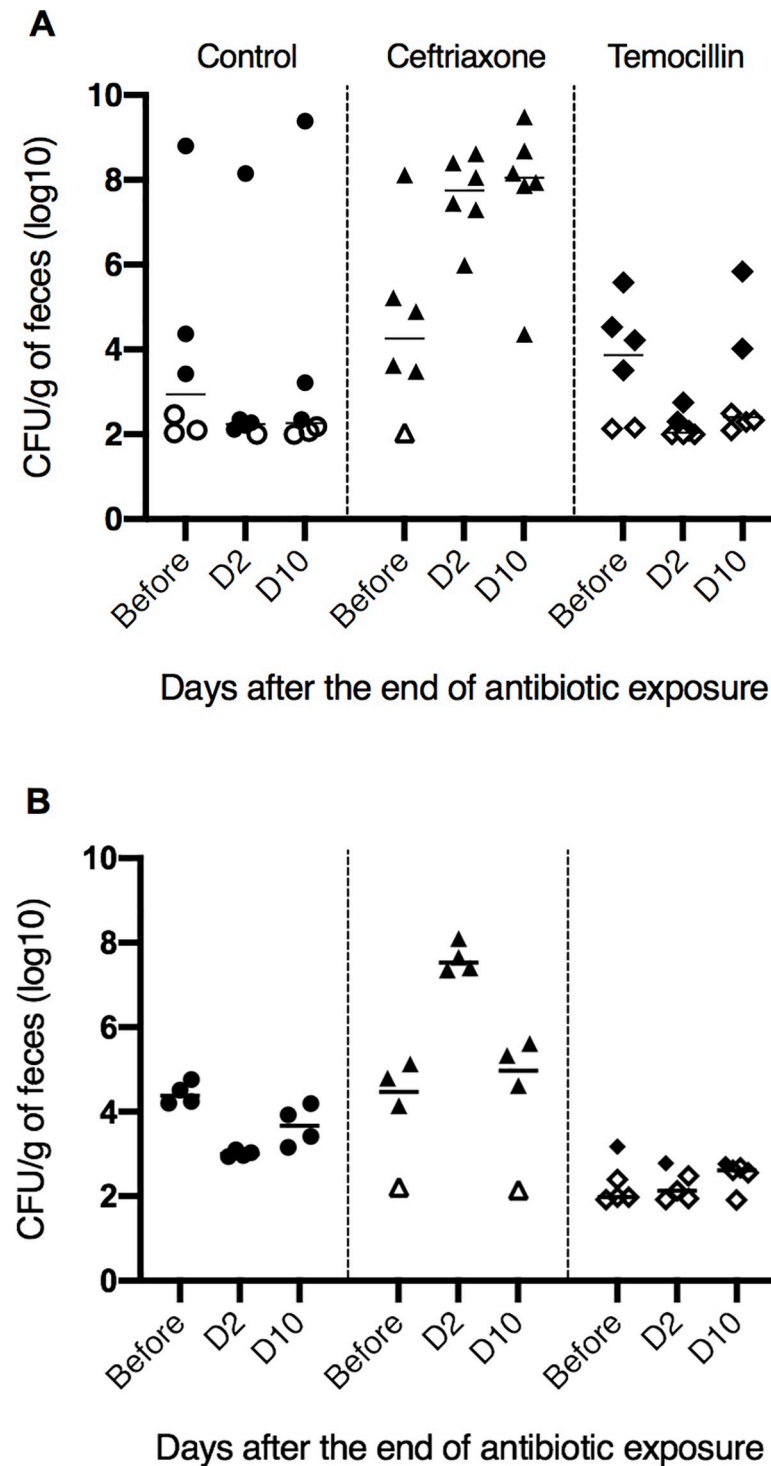 A
Control Ceftriaxone Temocillin
CFU/g of feces (log10)
10
8
6
4
2
0
Before D2 D10 Before D2 D10 Before D2 D10
Days after the end of antibiotic exposure
B
CFU/g of feces (log10)
10
8
6
4
2
0
Before D2 D10 Before D2 D10 Before D2 D10
Days after the end of antibiotic exposure